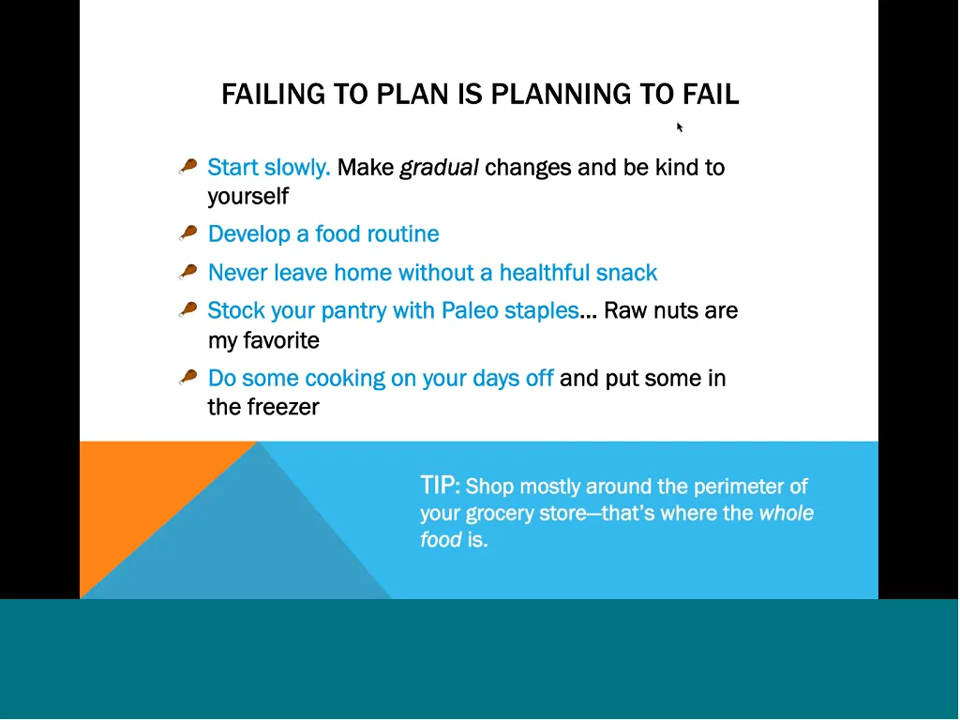 FAILING TO PLAN IS PLANNING TO FAIL
Start slowly. Make gradual changes and be kind to
yourself
Develop a food routine
Never leave home without a healthful snack
Stock your pantry with Paleo staples... Raw nuts are
my favorite
Do some cooking on your days off and put some in
the freezer
TIP: Shop mostly around the perimeter of
your grocery store—that's where the whole
food is.